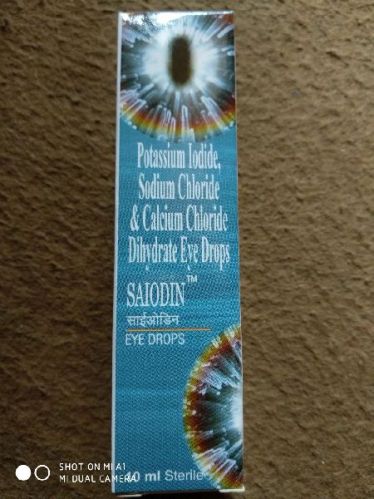 Potassium Iodide,
Sodium Chloride
& Calcium Chloride
Dihydrate Eye Drops
SAIODIN™
साईओडिन
EYE DROPS
10 ml Sterile
SHOT ON MI A1
MI DUAL CAMERA